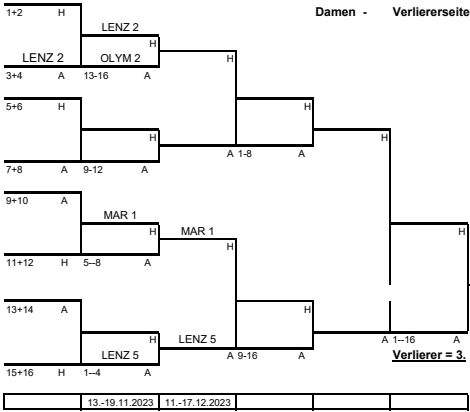 1+2 H Damen - Verliererseite
LENZ 2
H
LENZ 2 OLYM 2 H
3+4 A 13-16 A
5+6 H H
H H
A 1-8 A
7+8 A 9-12 A
9+10 A
MAR 1
H MAR 1 H
H
11+12 H 5--8 A
13+14 A H
H LENZ 5 A 1--16 A
LENZ 5 A 9-16 A Verlierer = 3.
15+16 H 1--4 A
13.-19.11.2023 11.-17.12.2023